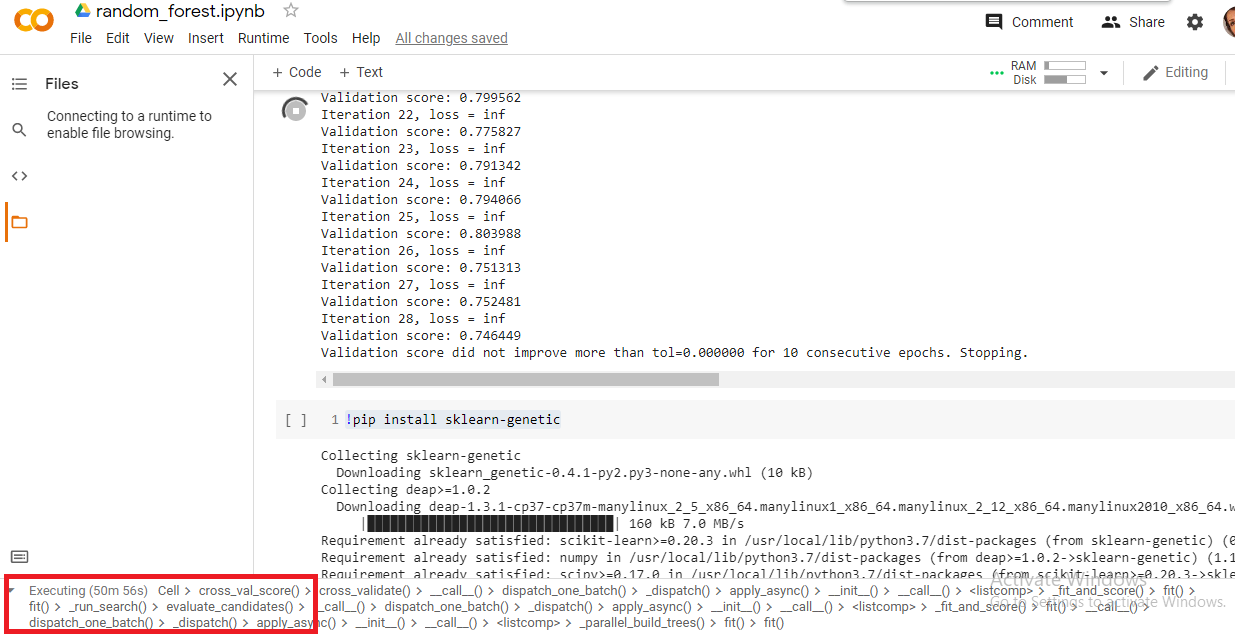 random_forest.ipynb
File Edit View Insert Runtime Tools Help All changes saved
Comment Share
Files
Connecting to a runtime to
enable file browsing.
+ Code + Text
RAM
Disk
Editing
Validation score: 0.799562
Iteration 22, loss = inf
Validation score: 0.775827
Iteration 23, loss = inf
Validation score: 0.791342
Iteration 24, loss = inf
Validation score: 0.794066
Iteration 25, loss = inf
Validation score: 0.803988
Iteration 26, loss = inf
Validation score: 0.751313
Iteration 27, loss = inf
Validation score: 0.752481
Iteration 28, loss = inf
Validation score: 0.746449
Validation score did not improve more than tol=0.000000 for 10 consecutive epochs. Stopping.
[ ] 1 !pip install sklearn-genetic
Collecting sklearn-genetic
Downloading sklearn_genetic-0.4.1-py2.py3-none-any.whl (10 kB)
Collecting deap>=1.0.2
Downloading deap-1.3.1-cp37-cp37m-manylinux_2_5_x86_64.manylinux1_x86_64.manylinux_2_12_x86_64.manylinux2010_x86_64.w
|████████████████████████████████| 160 kB 7.0 MB/s
Requirement already satisfied: scikit-learn>=0.20.3 in /usr/local/lib/python3.7/dist-packages (from sklearn-genetic) (0
Requirement already satisfied: numpy in /usr/local/lib/python3.7/dist-packages (from deap>=1.0.2->sklearn-genetic) (1.1
Requirement already satisfied: scipy>=0.17.0 in /usr/local/lib/python3.7/dist-packages (from scikit-learn>=0.20.3->skle
Activate Windows
Go to Settings to activate Windows.
Executing (50m 56s) Cell > cross_val_score() > cross_validate() > __call__() > dispatch_one_batch() > _dispatch() > apply_async() > __init__() > __call__() > <listcomp> > _fit_and_score() > fit() >
fit() > _run_search() > evaluate_candidates() > __call__() > dispatch_one_batch() > _dispatch() > apply_async() > __init__() > __call__() > <listcomp> > _fit_and_score() > fit() > __call__() >
dispatch_one_batch() > _dispatch() > apply_async() > __init__() > __call__() > <listcomp> > _parallel_build_trees() > fit() > fit()